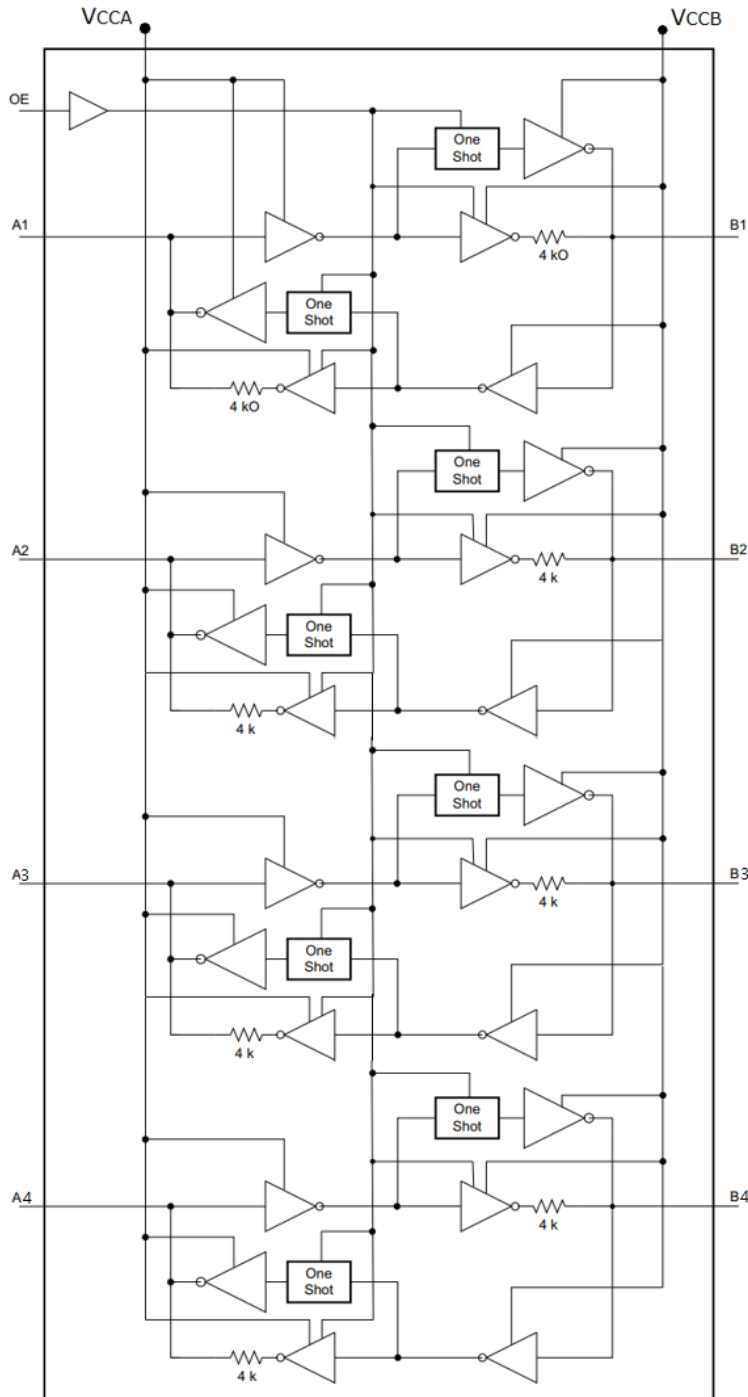 VCCA VCCB
OE
One
Shot
A1 B1
4 kO
One
Shot
4 kO
One
Shot
A2 B2
4 k
One
Shot
4 k
One
Shot
A3 B3
4 k
One
Shot
4 k
One
Shot
A4 B4
4 k
One
Shot
4 k